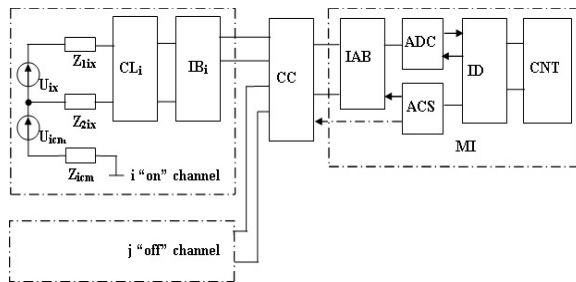 Z1ix
Uix
CLi
IBi
Z2ix
Uicm
Zicm
i “on” channel
CC
IAB
ADC
ACS
ID
CNT
MI
j “off” channel